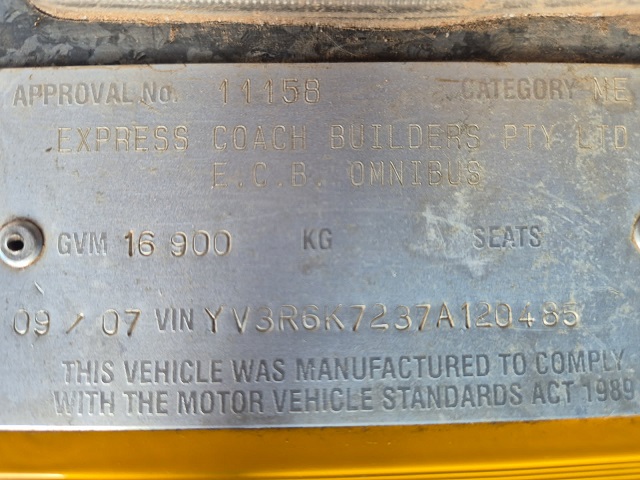 APPROVAL No. 11158 CATEGORY ME
EXPRESS COACH BUILDERS PTY LTD
E.C.B. OMNIBUS
GVM 16 900 KG SEATS
09 / 07 VIN YV3R6K7237A120485
THIS VEHICLE WAS MANUFACTURED TO COMPLY
WITH THE MOTOR VEHICLE STANDARDS ACT 1989